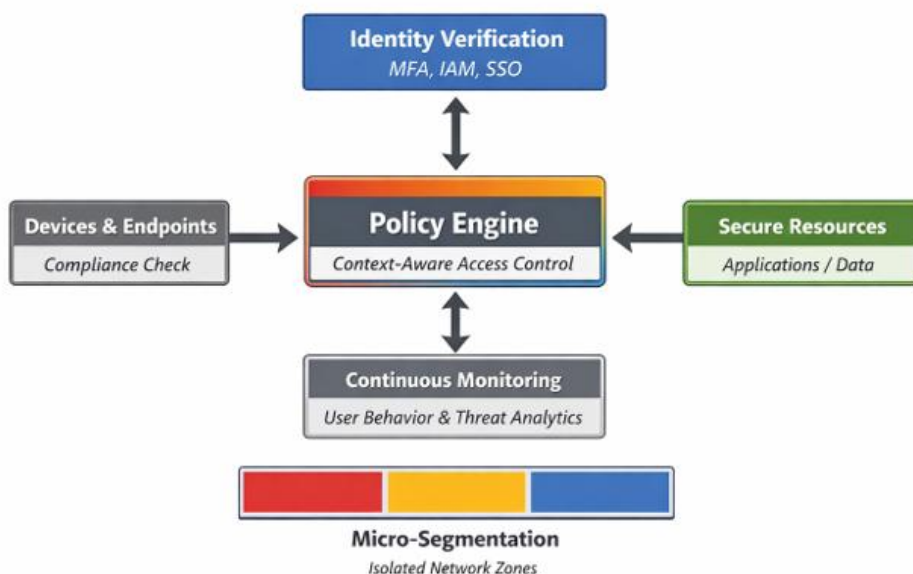 Identity Verification
MFA, IAM, SSO
Devices & Endpoints
Compliance Check
Policy Engine
Context-Aware Access Control
Secure Resources
Applications / Data
Continuous Monitoring
User Behavior & Threat Analytics
Micro-Segmentation
Isolated Network Zones